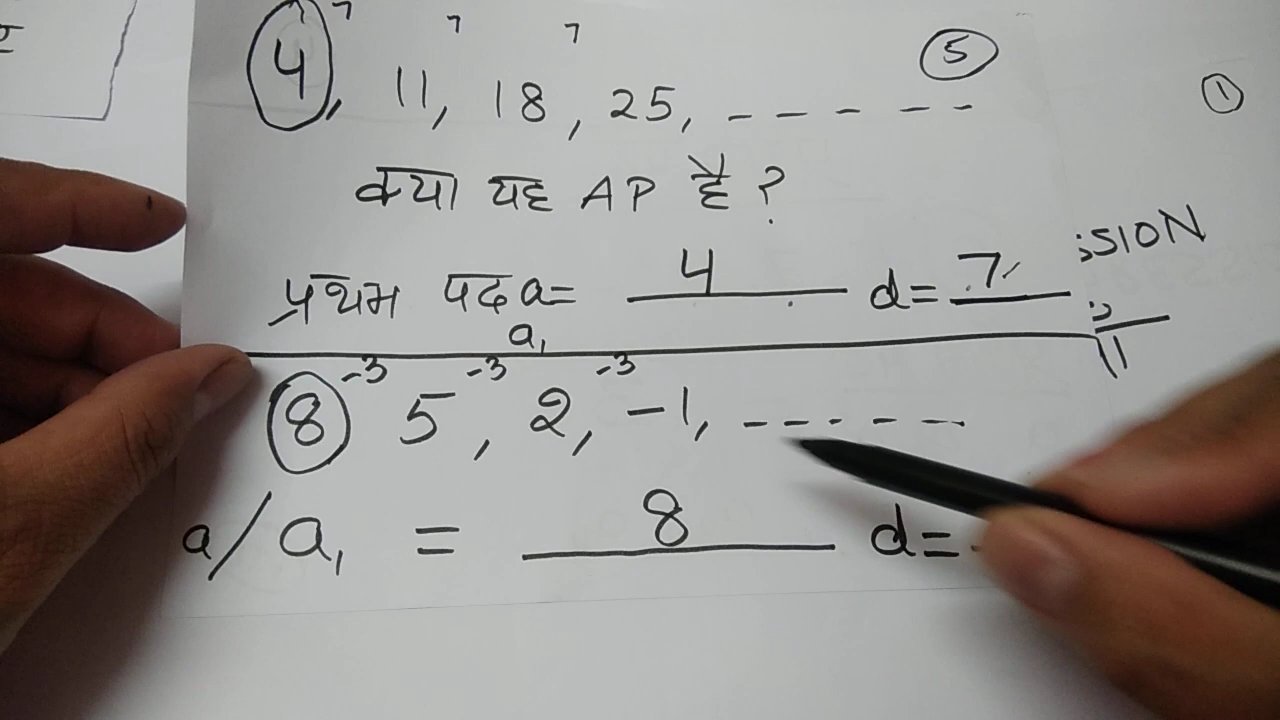 7 7 7 ⑤
4, 11, 18, 25, _ _ _ _ _ ①
क्या यह AP है ?
प्रथम पद a= 4 d= 7
a₁
-3 -3 -3
8 5, 2, -1, _ _ _ _ _
a/a₁ = 8 d=